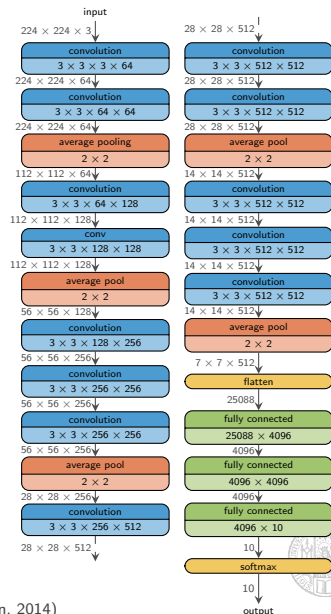 input
224 × 224 × 3
convolution
3 × 3 × 3 × 64
224 × 224 × 64
convolution
3 × 3 × 64 × 64
224 × 224 × 64
average pooling
2 × 2
112 × 112 × 64
convolution
3 × 3 × 64 × 128
112 × 112 × 128
conv
3 × 3 × 128 × 128
112 × 112 × 128
average pool
2 × 2
56 × 56 × 128
convolution
3 × 3 × 128 × 256
56 × 56 × 256
convolution
3 × 3 × 256 × 256
56 × 56 × 256
convolution
3 × 3 × 256 × 256
56 × 56 × 256
average pool
2 × 2
28 × 28 × 256
convolution
3 × 3 × 256 × 512
28 × 28 × 512
28 × 28 × 512
convolution
3 × 3 × 512 × 512
28 × 28 × 512
convolution
3 × 3 × 512 × 512
28 × 28 × 512
average pool
2 × 2
14 × 14 × 512
convolution
3 × 3 × 512 × 512
14 × 14 × 512
convolution
3 × 3 × 512 × 512
14 × 14 × 512
convolution
3 × 3 × 512 × 512
14 × 14 × 512
average pool
2 × 2
7 × 7 × 512
flatten
25088
fully connected
25088 × 4096
4096
fully connected
4096 × 4096
4096
fully connected
4096 × 10
10
softmax
10
output
n, 2014)